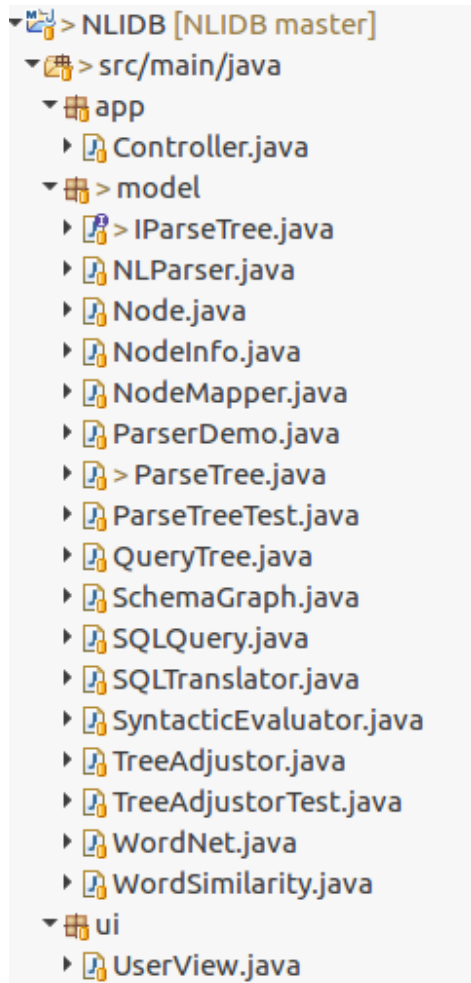 > NLIDB [NLIDB master]
> src/main/java
app
Controller.java
> model
> IParseTree.java
NLParser.java
Node.java
NodeInfo.java
NodeMapper.java
ParserDemo.java
> ParseTree.java
ParseTreeTest.java
QueryTree.java
SchemaGraph.java
SQLQuery.java
SQLTranslator.java
SyntacticEvaluator.java
TreeAdjustor.java
TreeAdjustorTest.java
WordNet.java
WordSimilarity.java
ui
UserView.java